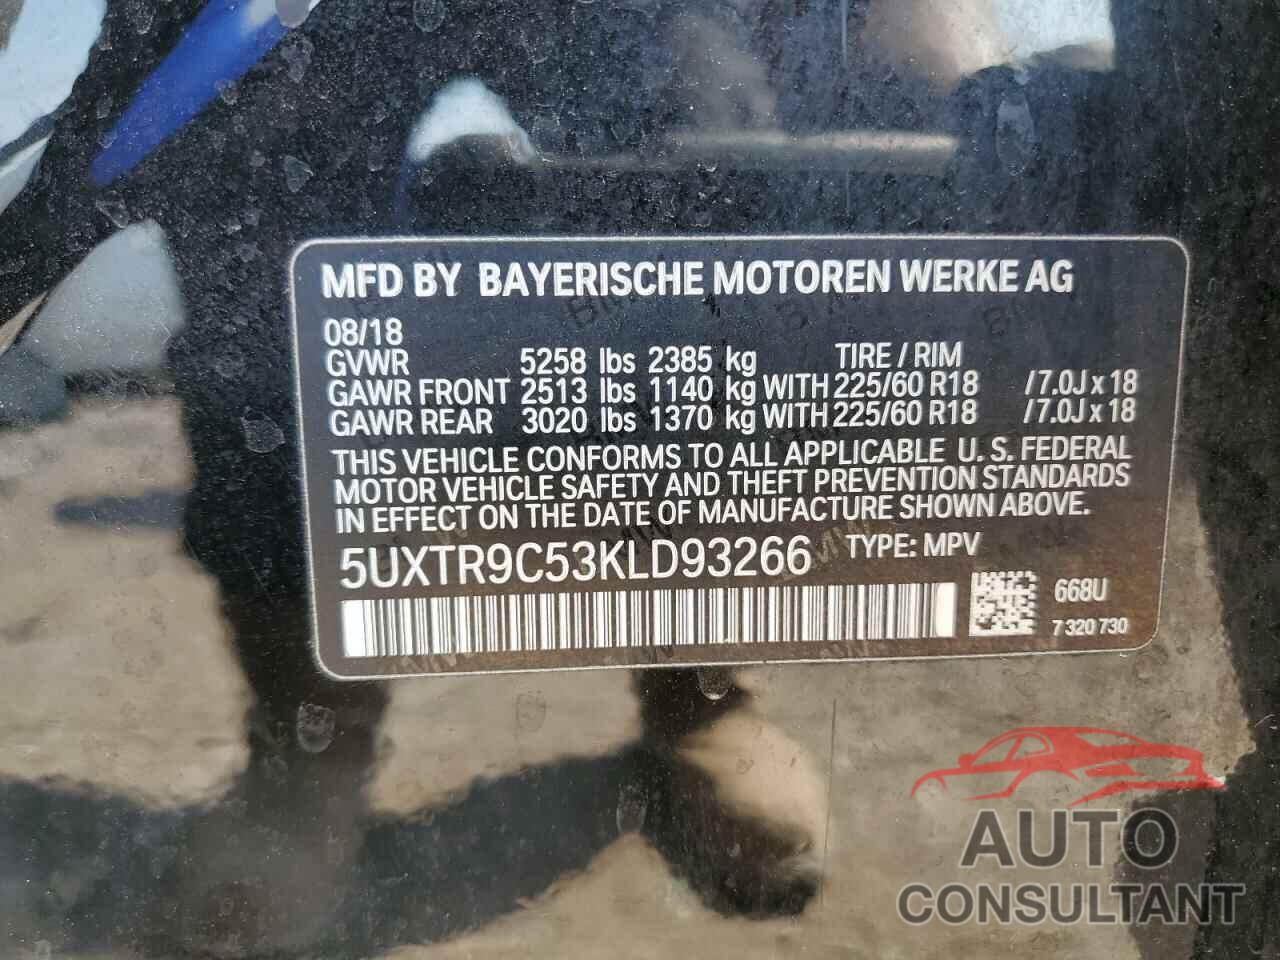 MFD BY BAYERISCHE MOTOREN WERKE AG
08/18
GVWR 5258 lbs 2385 kg TIRE / RIM
GAWR FRONT 2513 lbs 1140 kg WITH 225/60 R18 /7.0J x 18
GAWR REAR 3020 lbs 1370 kg WITH 225/60 R18 /7.0J x 18
THIS VEHICLE CONFORMS TO ALL APPLICABLE U. S. FEDERAL
MOTOR VEHICLE SAFETY AND THEFT PREVENTION STANDARDS
IN EFFECT ON THE DATE OF MANUFACTURE SHOWN ABOVE.
5UXTR9C53KLD93266 TYPE: MPV
668U
7 320 730
AUTO
CONSULTANT